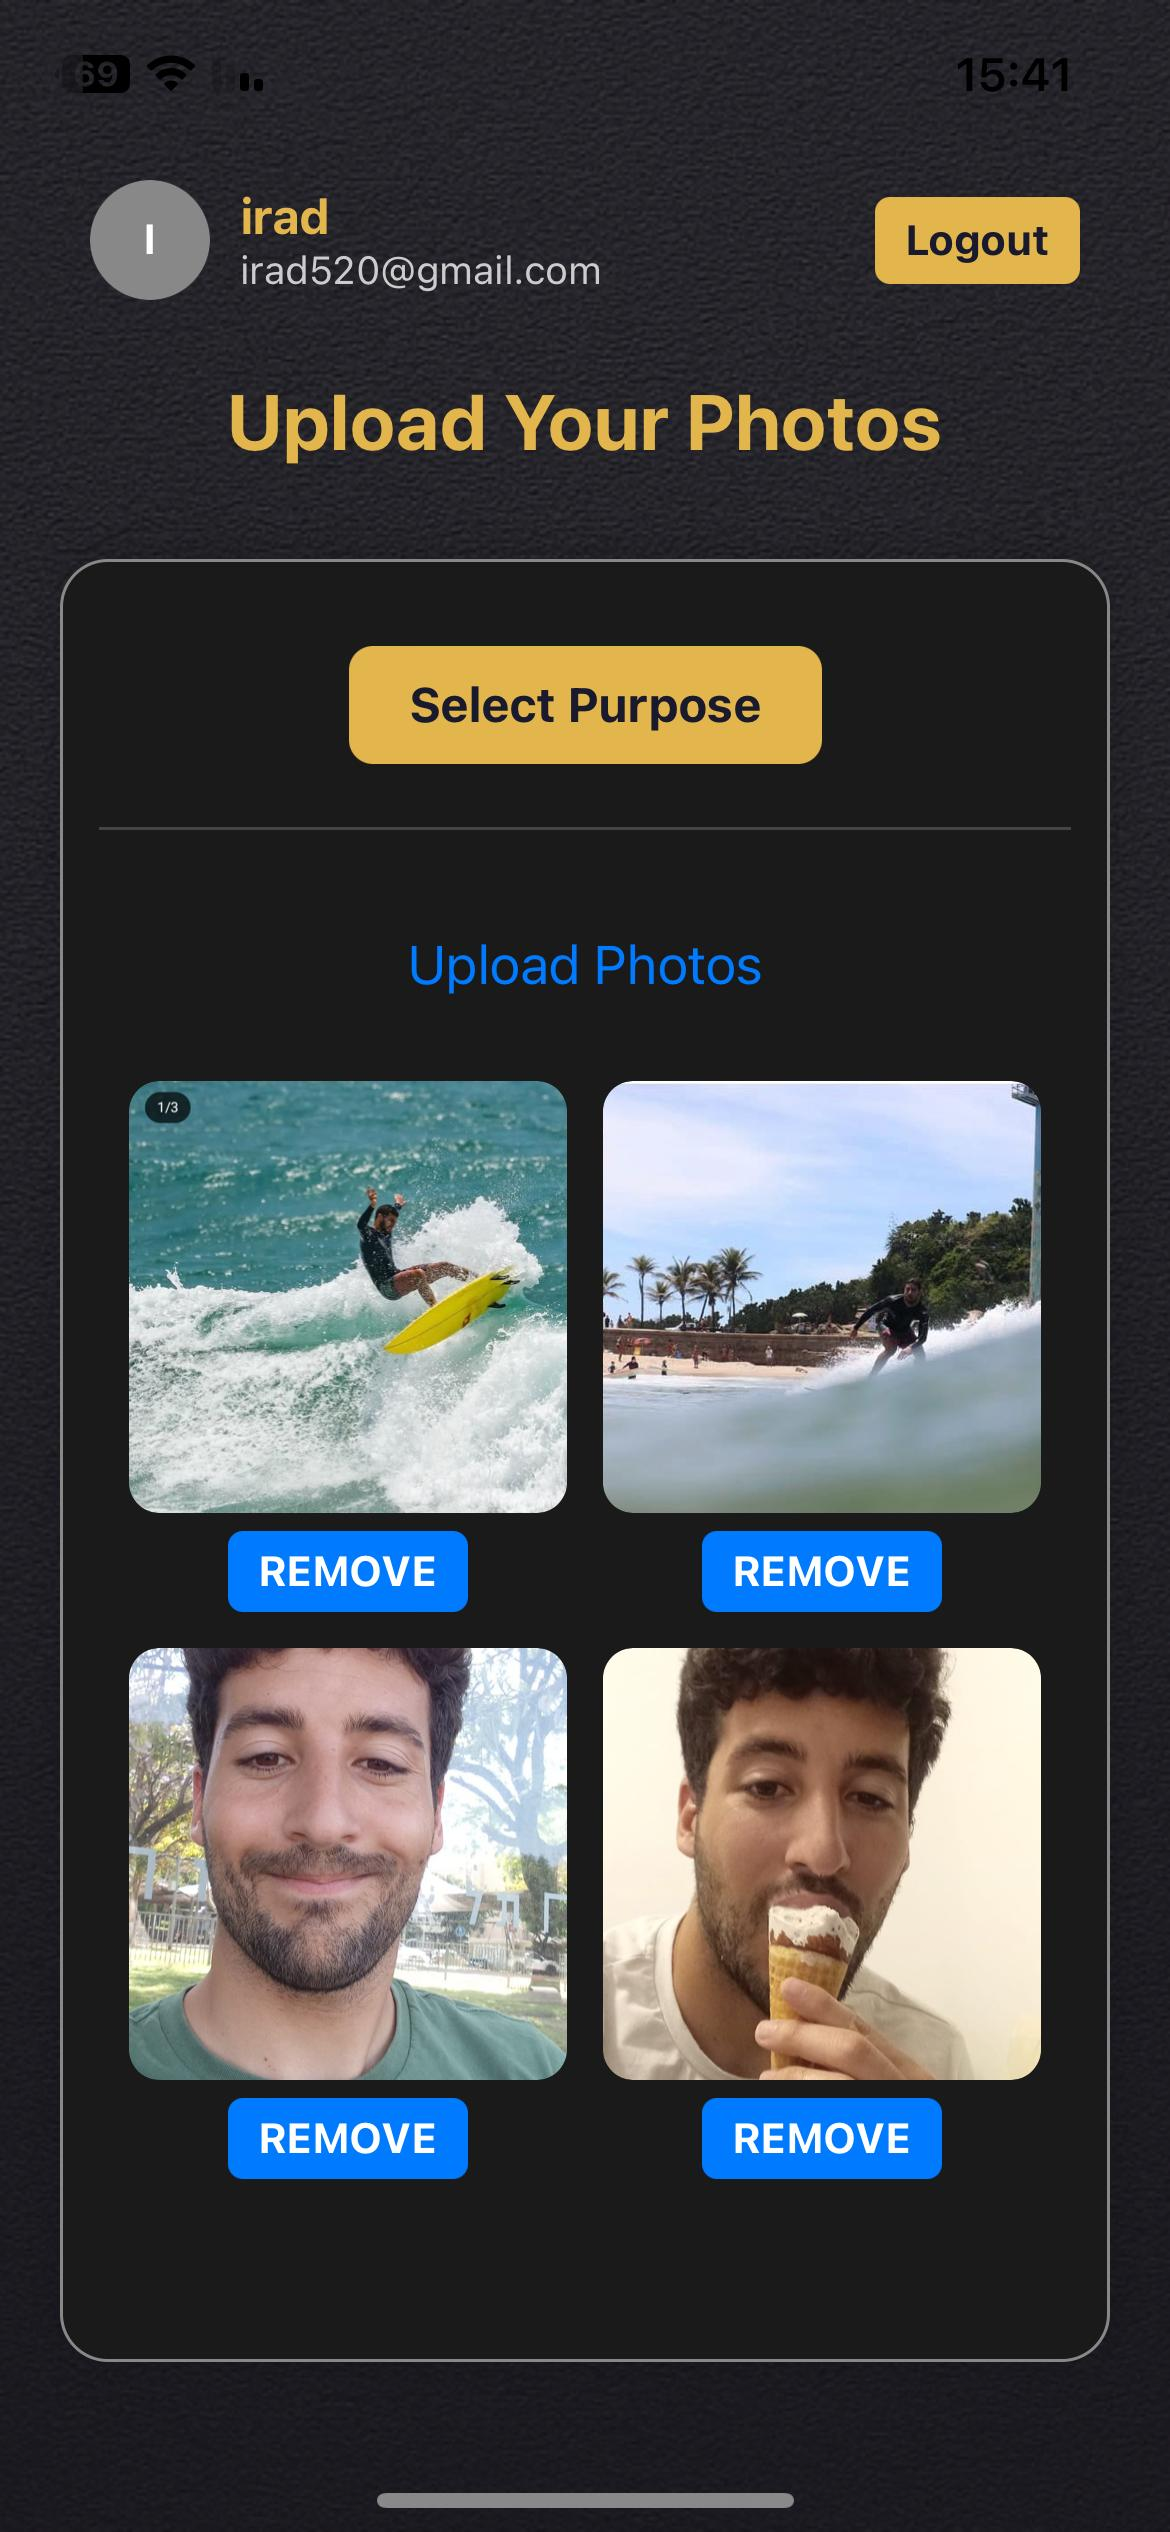 69
15:41
I
irad
irad520@gmail.com
Logout
Upload Your Photos
Select Purpose
Upload Photos
1/3
REMOVE
REMOVE
REMOVE
REMOVE